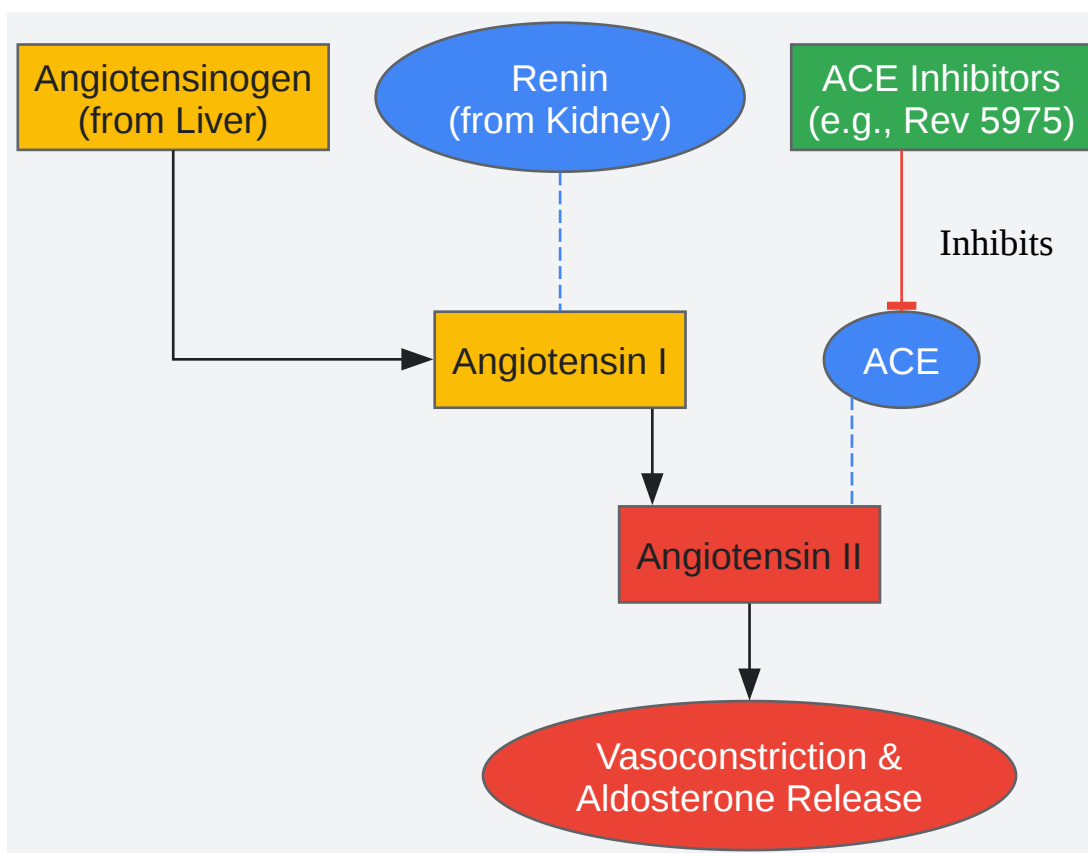 Angiotensinogen
(from Liver)
Renin
(from Kidney)
ACE Inhibitors
(e.g., Rev 5975)
Inhibits
Angiotensin I
ACE
Angiotensin II
Vasoconstriction &
Aldosterone Release